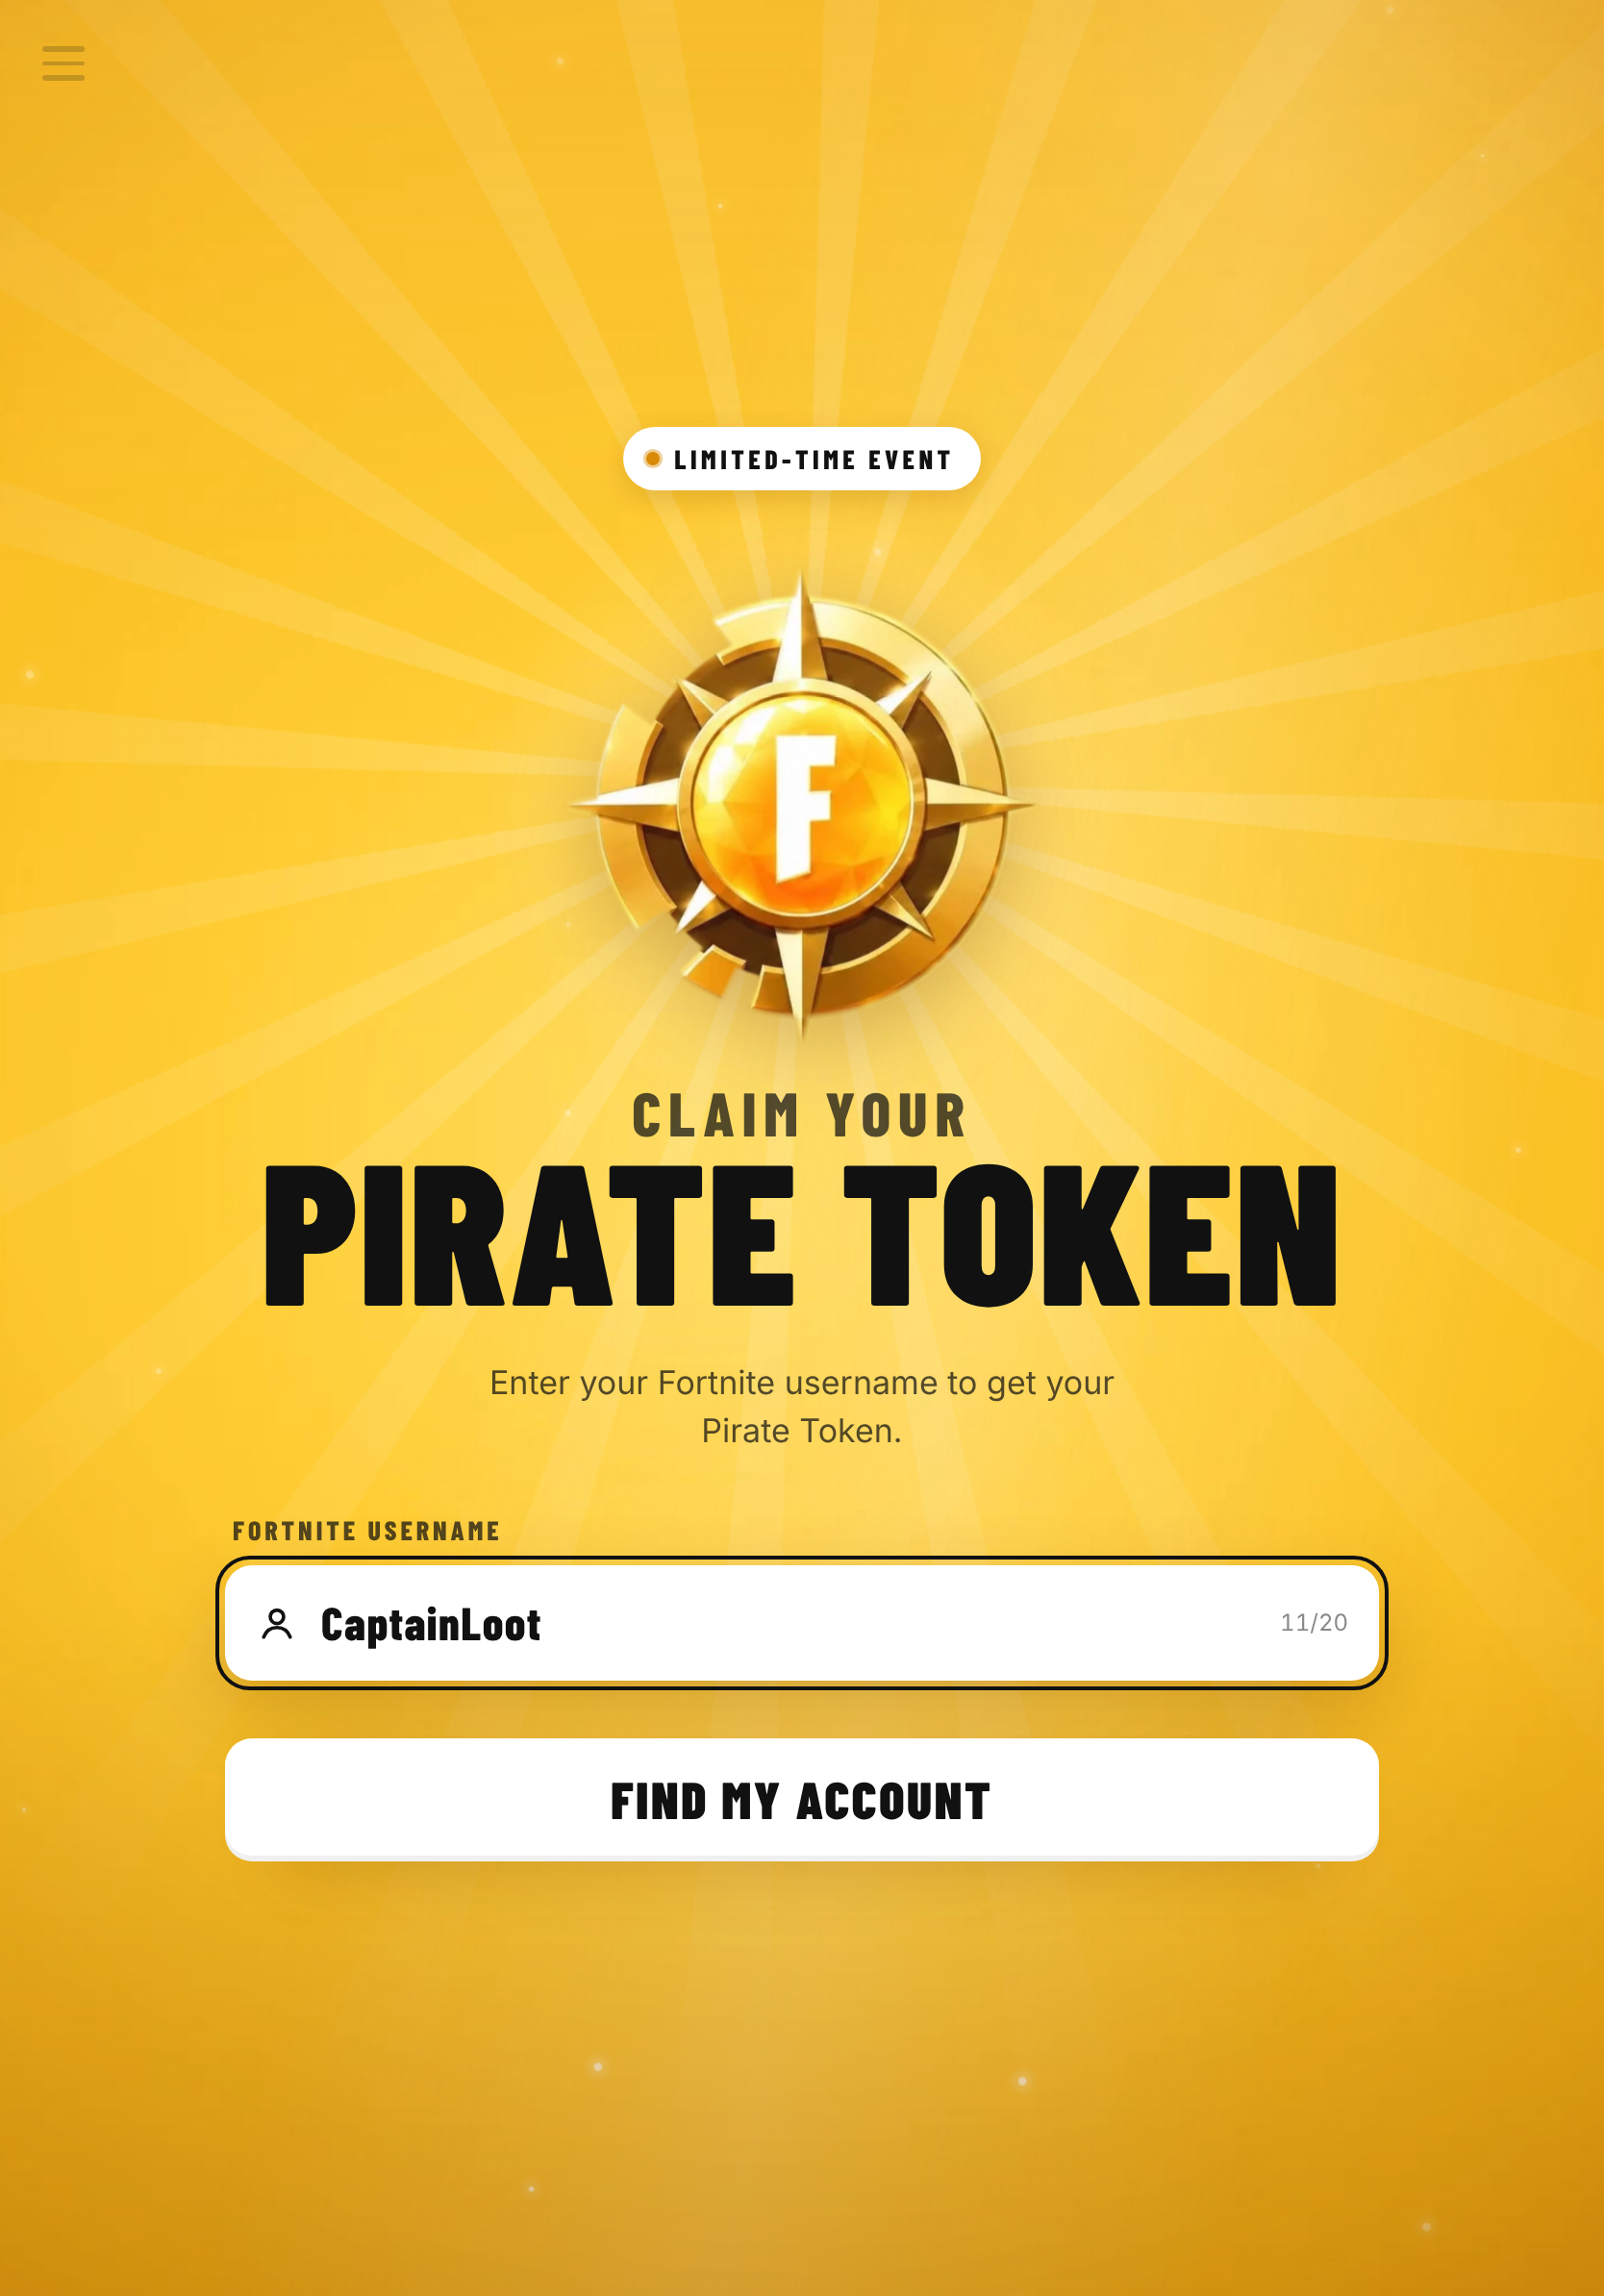 LIMITED-TIME EVENT
F
CLAIM YOUR
PIRATE TOKEN
Enter your Fortnite username to get your
Pirate Token.
FORTNITE USERNAME
CaptainLoot 11/20
FIND MY ACCOUNT